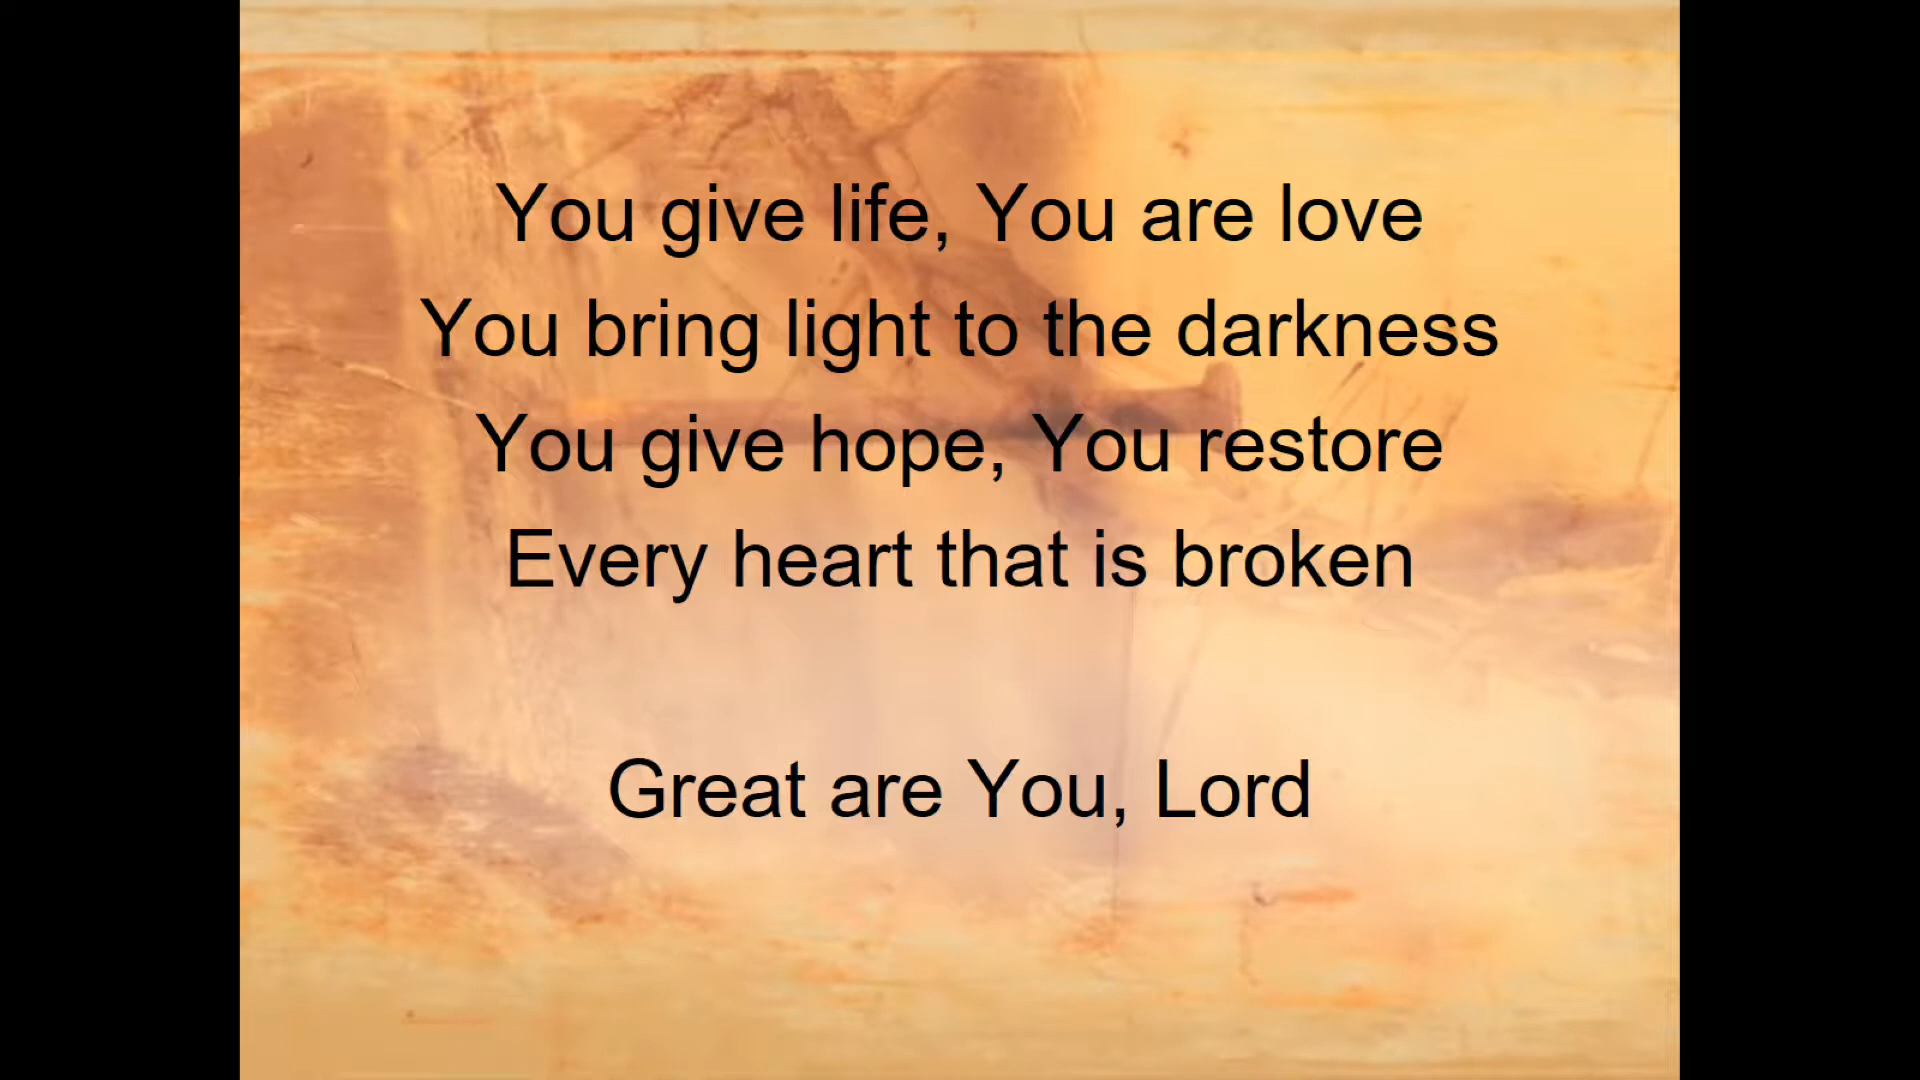 You give life, You are love
You bring light to the darkness
You give hope, You restore
Every heart that is broken
Great are You, Lord